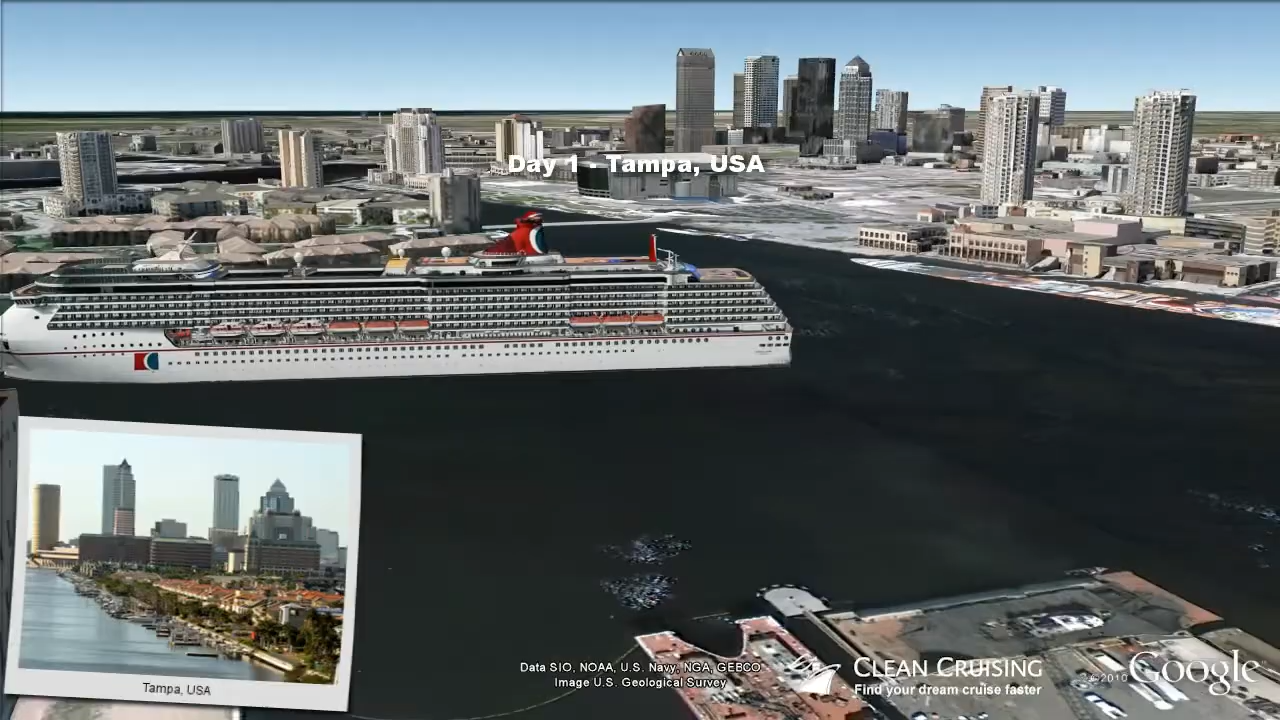 Day 1 - Tampa, USA
Tampa, USA
Data SIO, NOAA, U.S. Navy, NGA, GEBCO
Image U.S. Geological Survey
CLEAN CRUISING
Find your dream cruise faster
© 2010 Google